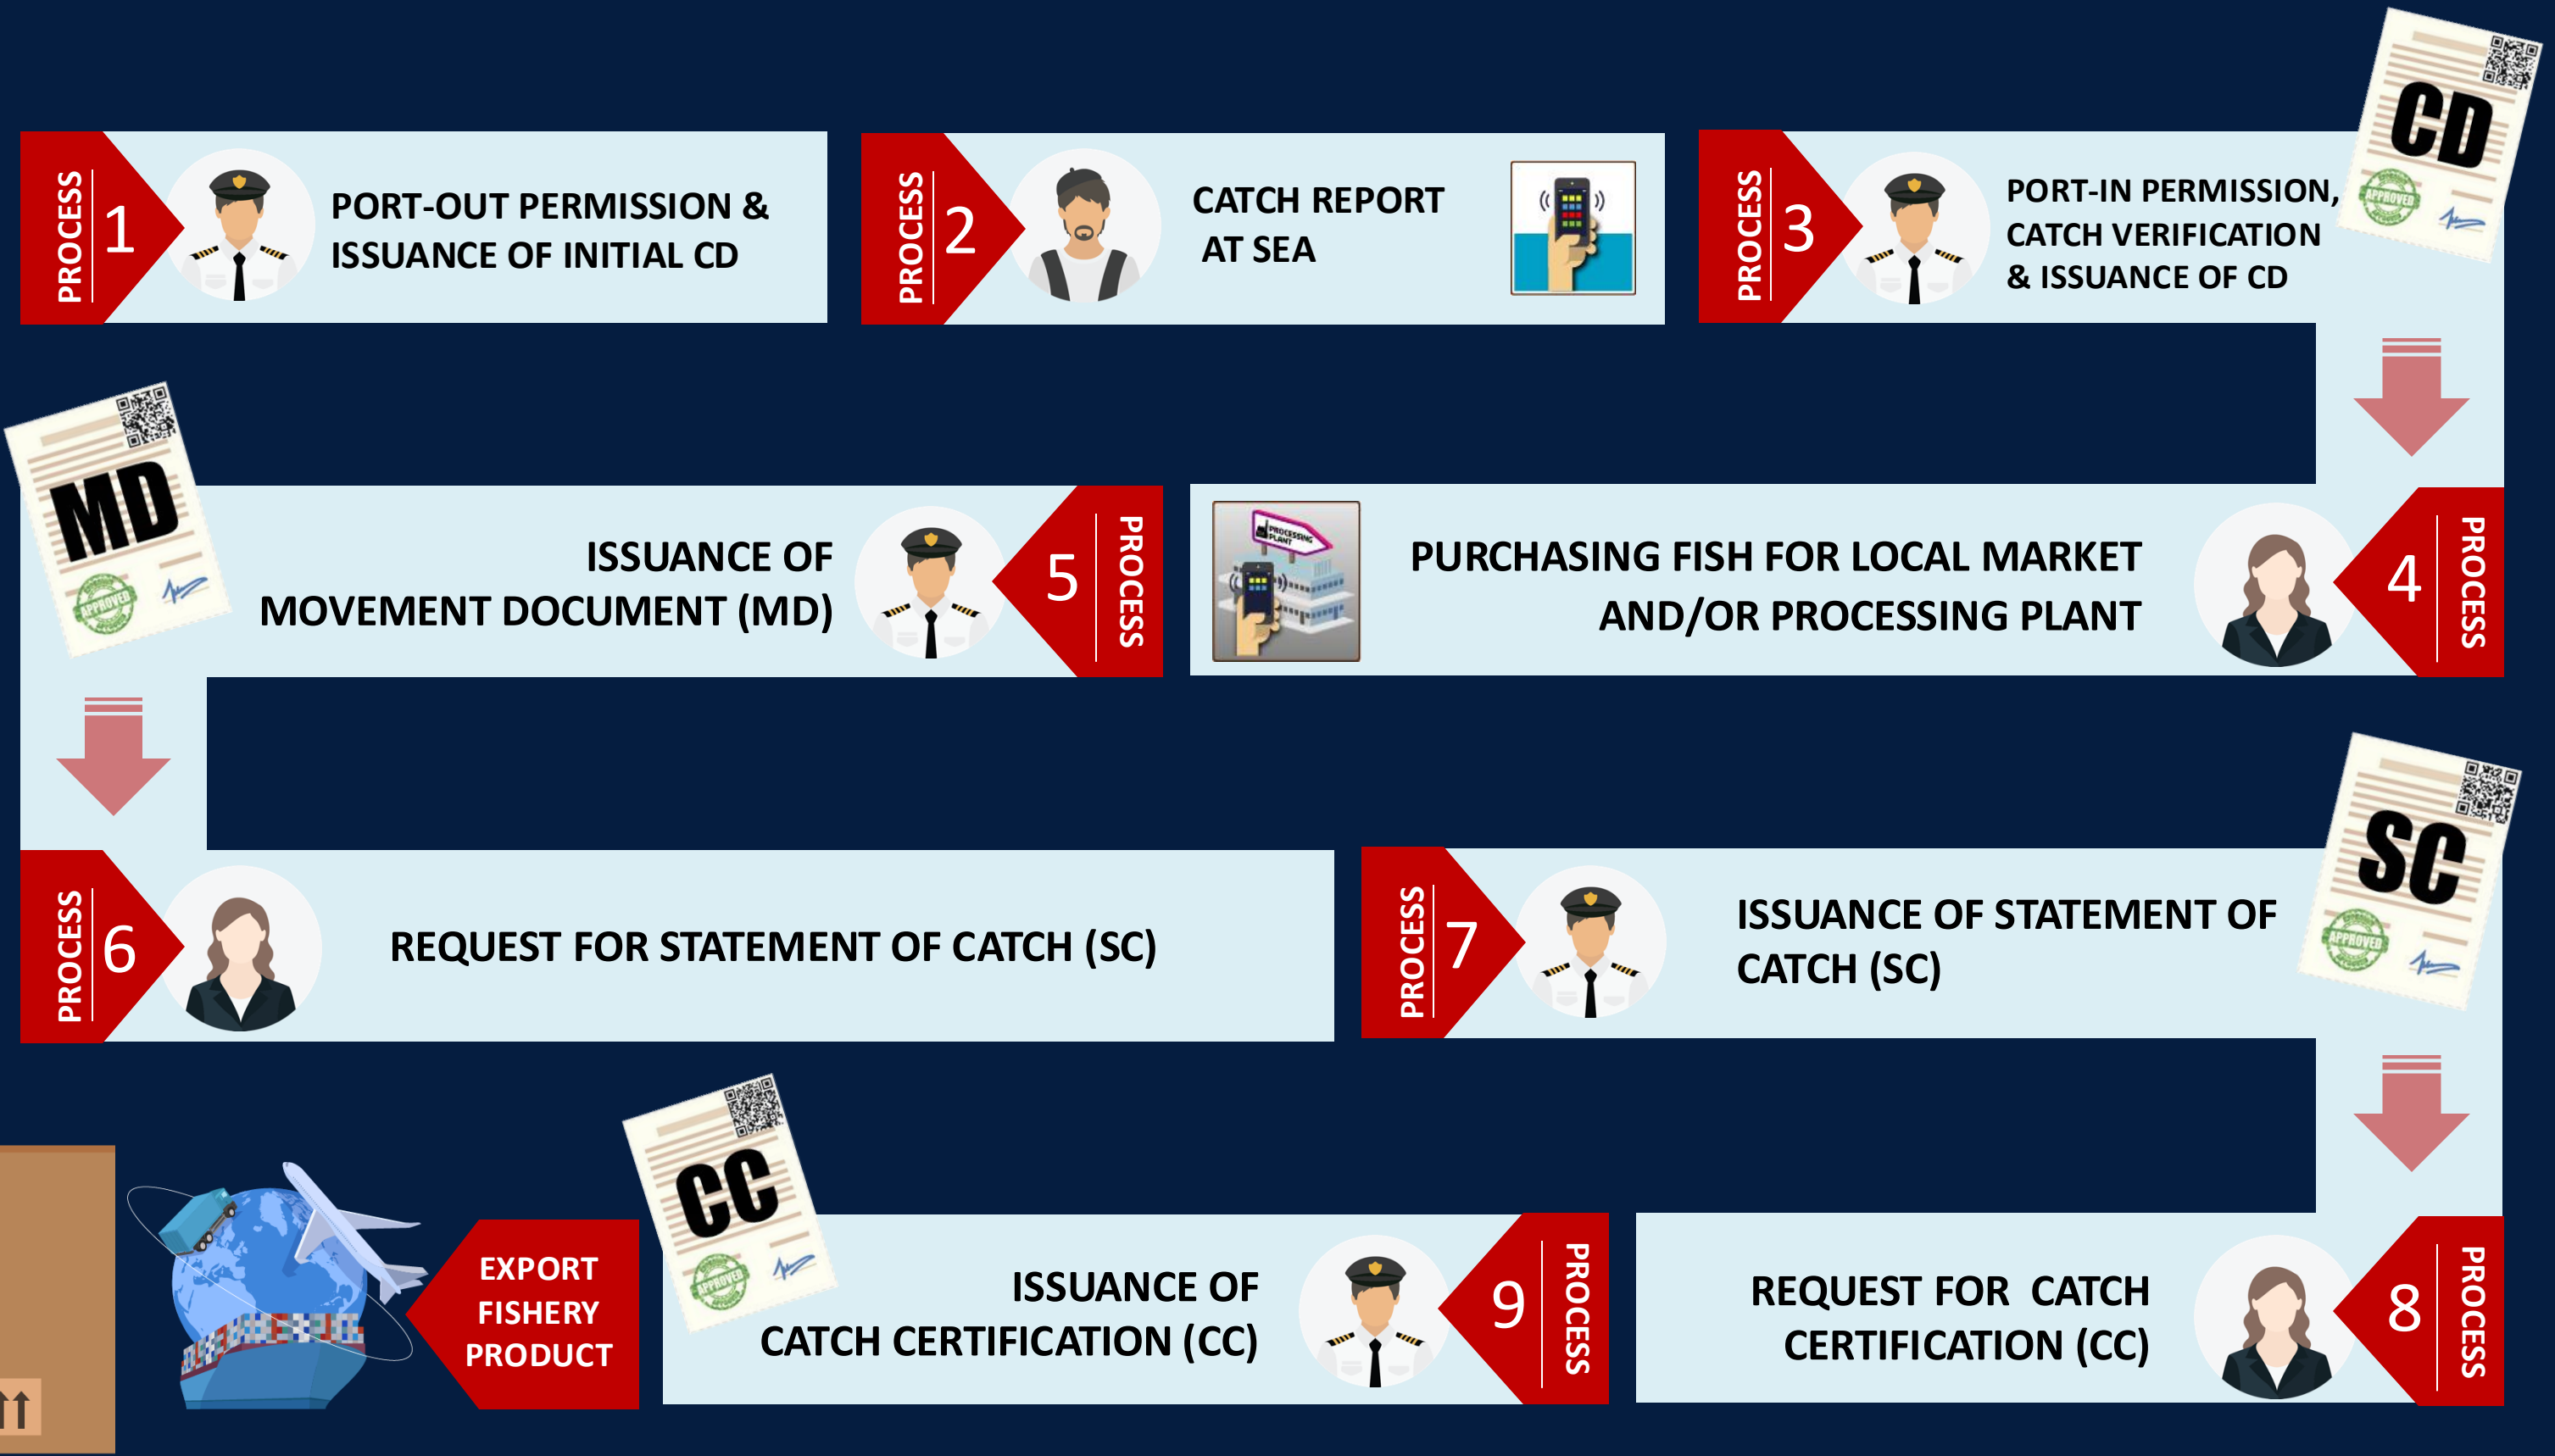 PROCESS
1
PORT-OUT PERMISSION &
ISSUANCE OF INITIAL CD
PROCESS
2
CATCH REPORT
AT SEA
PROCESS
3
PORT-IN PERMISSION,
CATCH VERIFICATION
& ISSUANCE OF CD
CD
APPROVED
PROCESS
4
PURCHASING FISH FOR LOCAL MARKET
AND/OR PROCESSING PLANT
PROCESSING
PLANT
PROCESS
5
ISSUANCE OF
MOVEMENT DOCUMENT (MD)
MD
APPROVED
PROCESS
6
REQUEST FOR STATEMENT OF CATCH (SC)
PROCESS
7
ISSUANCE OF STATEMENT OF
CATCH (SC)
SC
APPROVED
PROCESS
8
REQUEST FOR CATCH
CERTIFICATION (CC)
PROCESS
9
ISSUANCE OF
CATCH CERTIFICATION (CC)
CC
APPROVED
EXPORT
FISHERY
PRODUCT